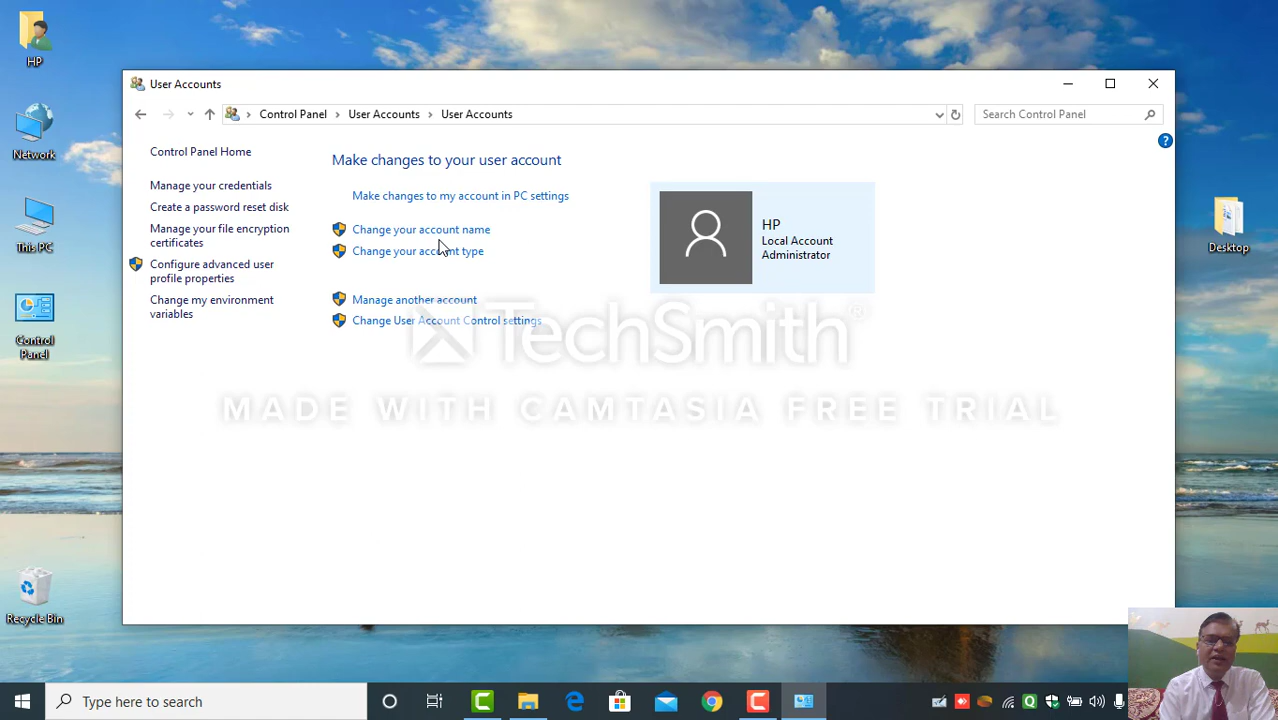 HP
Network
This PC
Control
Panel
Recycle Bin
Desktop
User Accounts
Control Panel
User Accounts
User Accounts
Search Control Panel
Control Panel Home
Manage your credentials
Create a password reset disk
Manage your file encryption
certificates
Configure advanced user
profile properties
Change my environment
variables
Make changes to your user account
Make changes to my account in PC settings
Change your account name
Change your account type
Manage another account
Change User Account Control settings
HP
Local Account
Administrator
TechSmith®
MADE WITH CAMTASIA FREE TRIAL
Type here to search